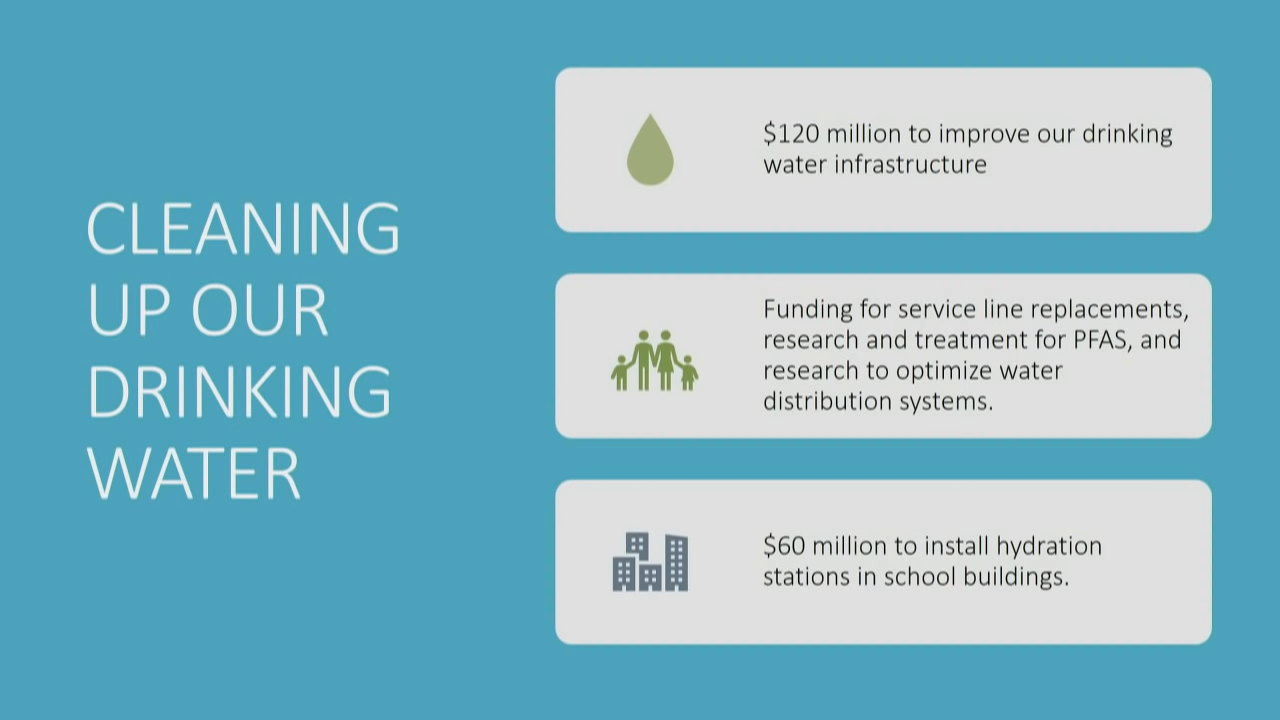 CLEANING
UP OUR
DRINKING
WATER
$120 million to improve our drinking
water infrastructure
Funding for service line replacements,
research and treatment for PFAS, and
research to optimize water
distribution systems.
$60 million to install hydration
stations in school buildings.